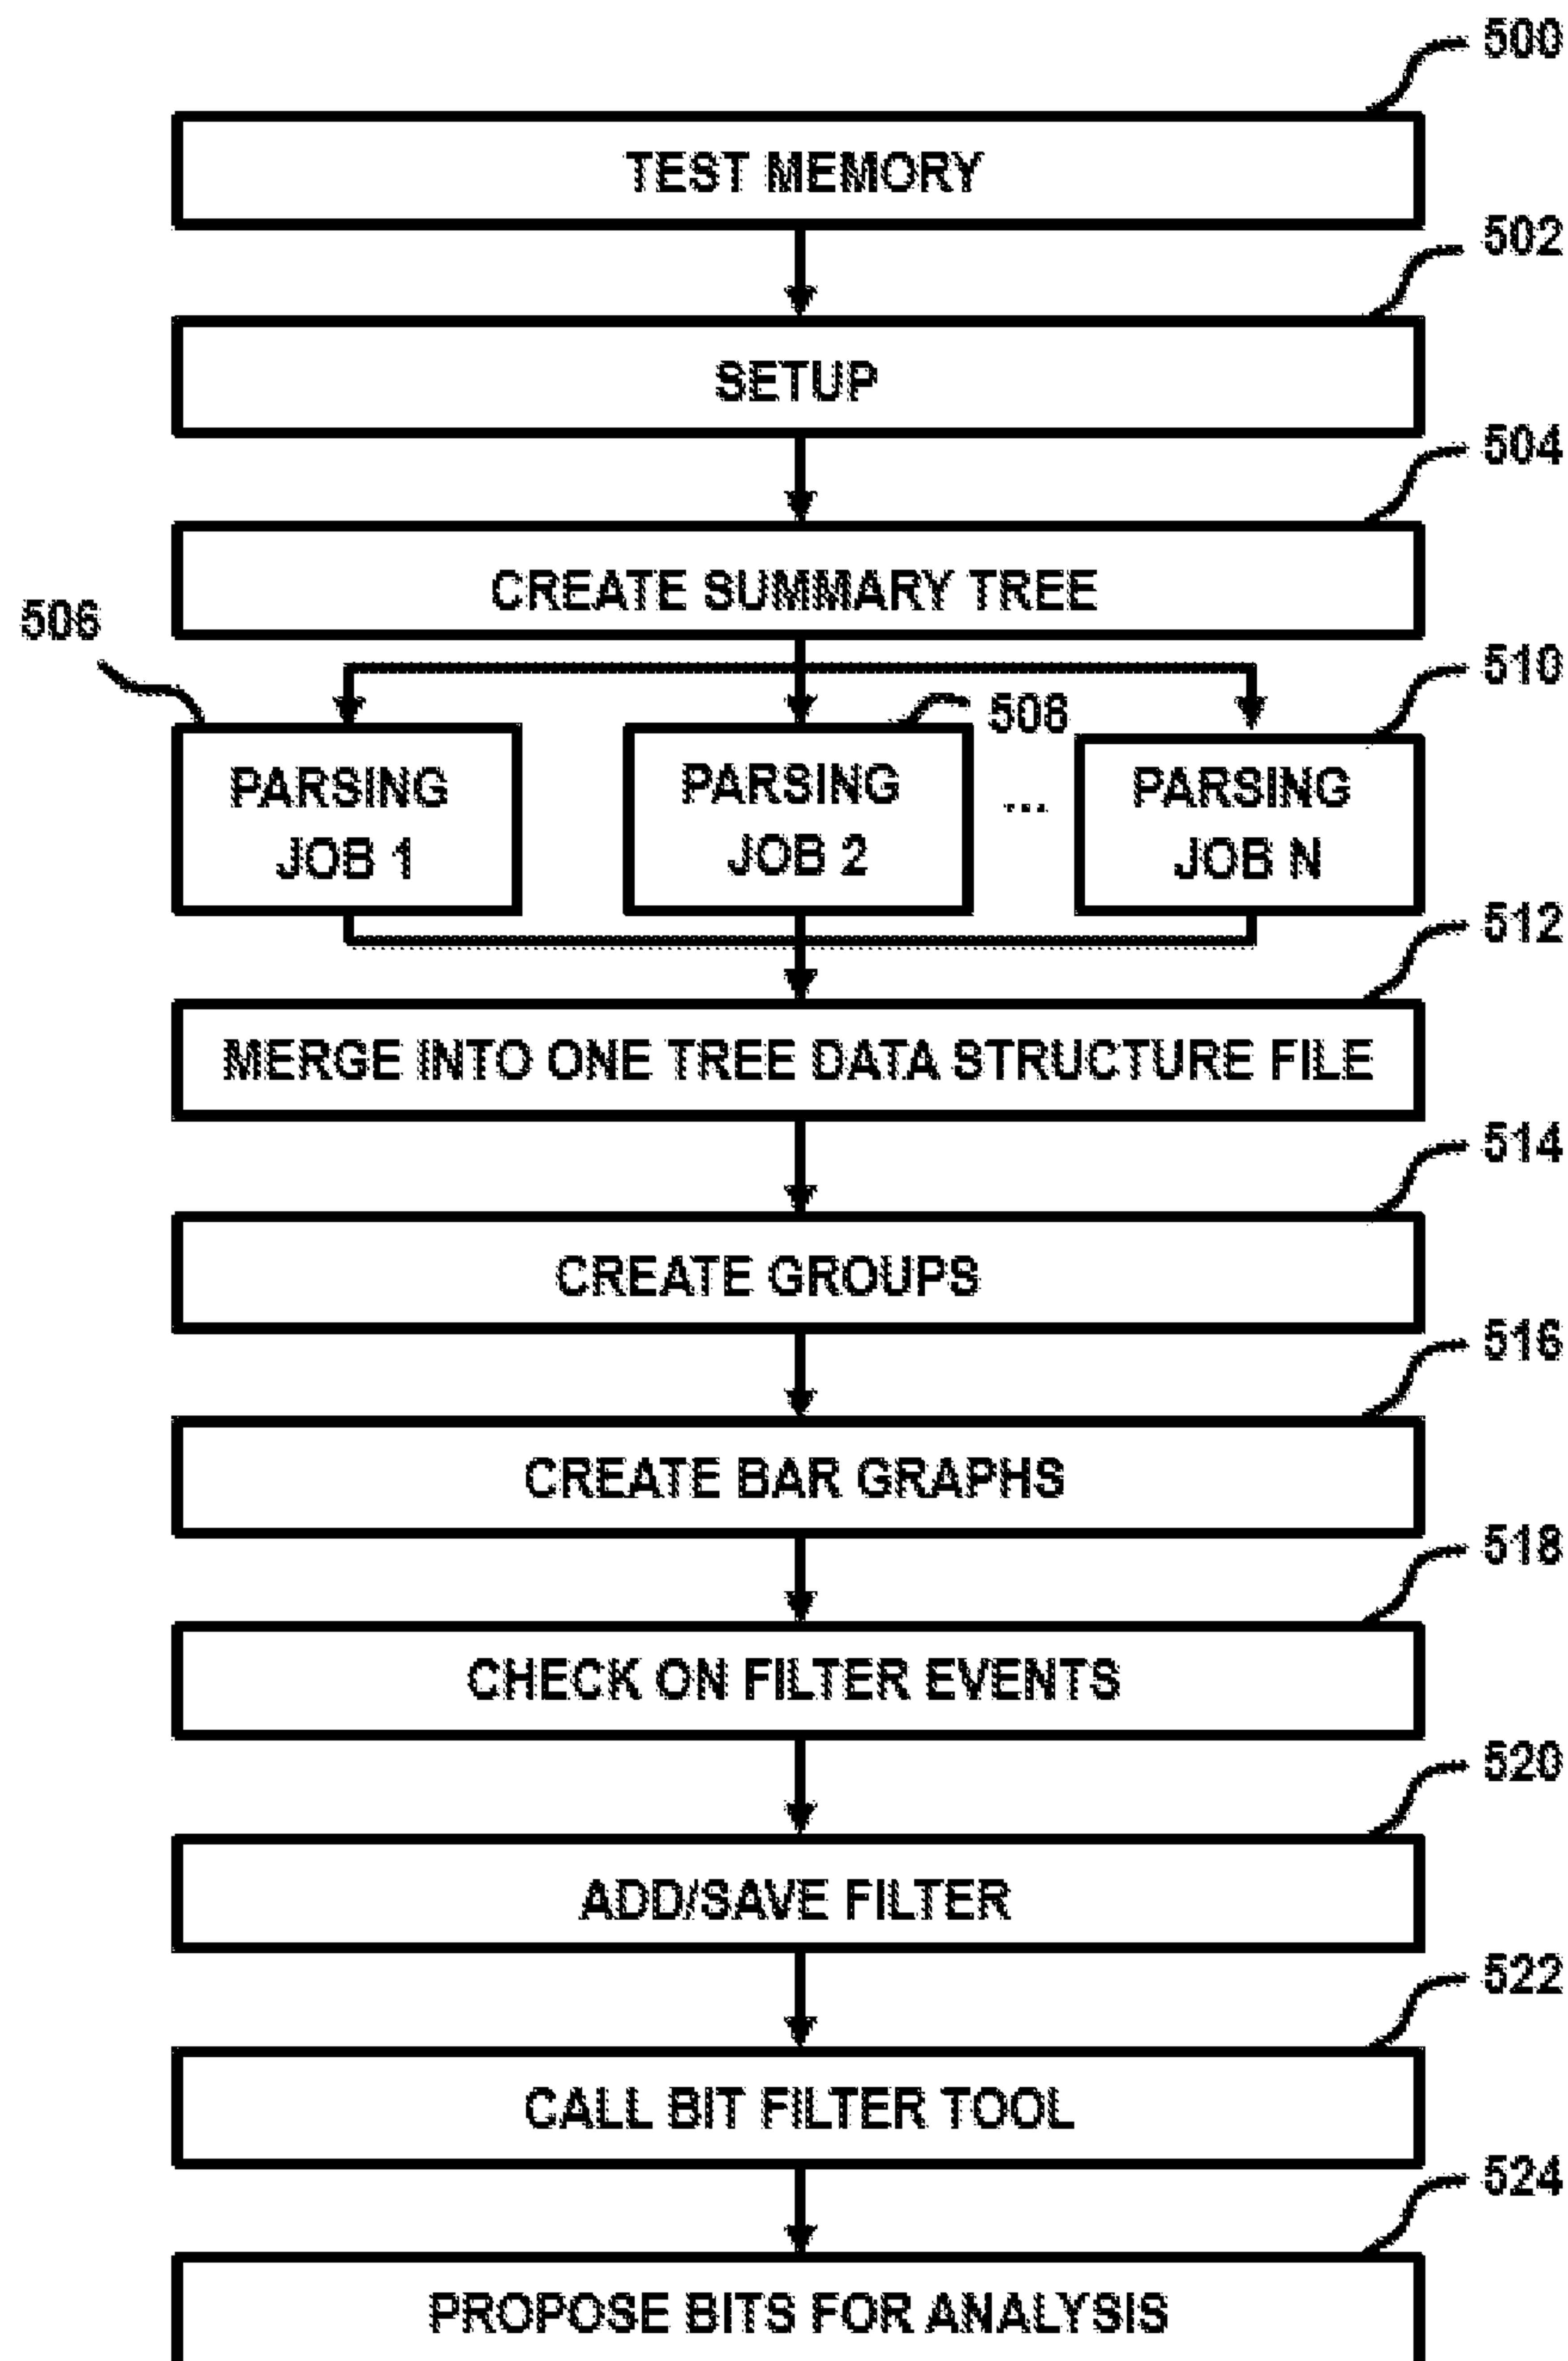 500
TEST MEMORY
502
SETUP
504
CREATE SUMMARY TREE
506
508
510
PARSING
JOB 1
PARSING
JOB 2
...
PARSING
JOB N
512
MERGE INTO ONE TREE DATA STRUCTURE FILE
514
CREATE GROUPS
516
CREATE BAR GRAPHS
518
CHECK ON FILTER EVENTS
520
ADD/SAVE FILTER
522
CALL BIT FILTER TOOL
524
PROPOSE BITS FOR ANALYSIS